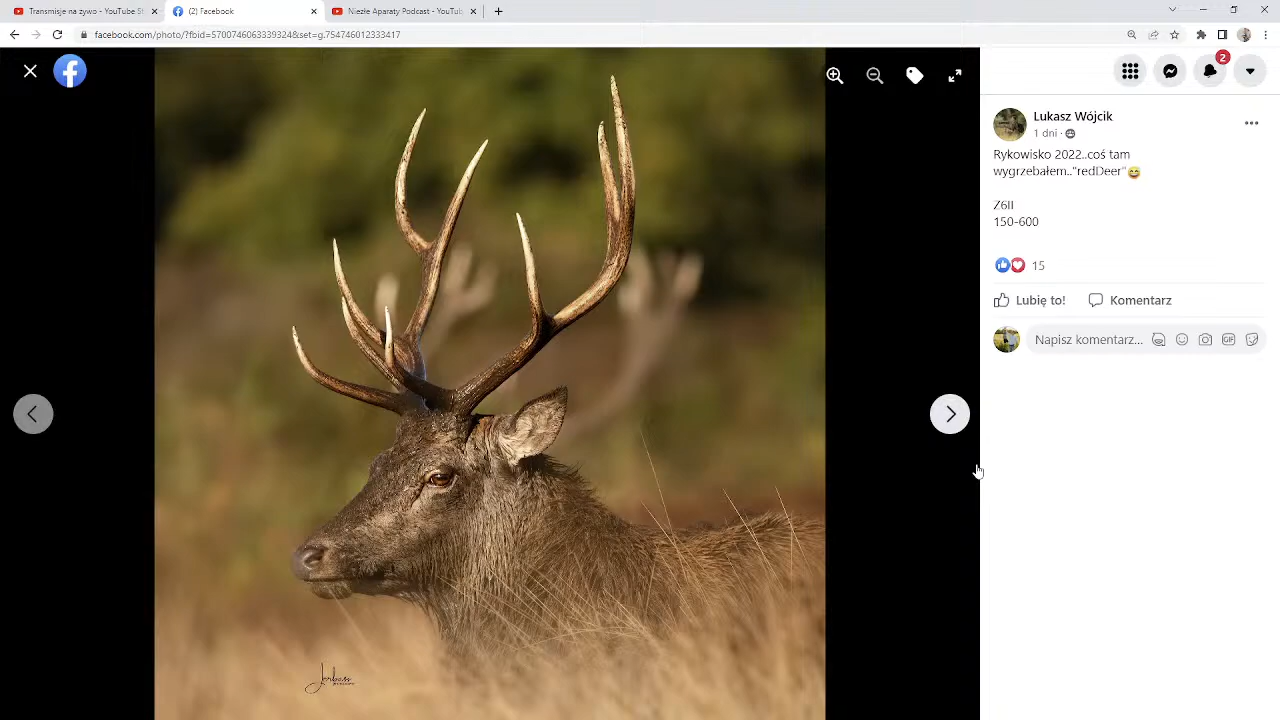 Transmisje na żywo - YouTube St
(2) Facebook
Niezłe Aparaty Podcast - YouTub
facebook.com/photo/?fbid=5700746063339324&set=g.754746012333417
2
Lukasz Wójcik
1 dni ·
Rykowisko 2022..coś tam
wygrzebałem.."redDeer"😅
Z6II
150-600
15
Lubię to!
Komentarz
Napisz komentarz...
GIF